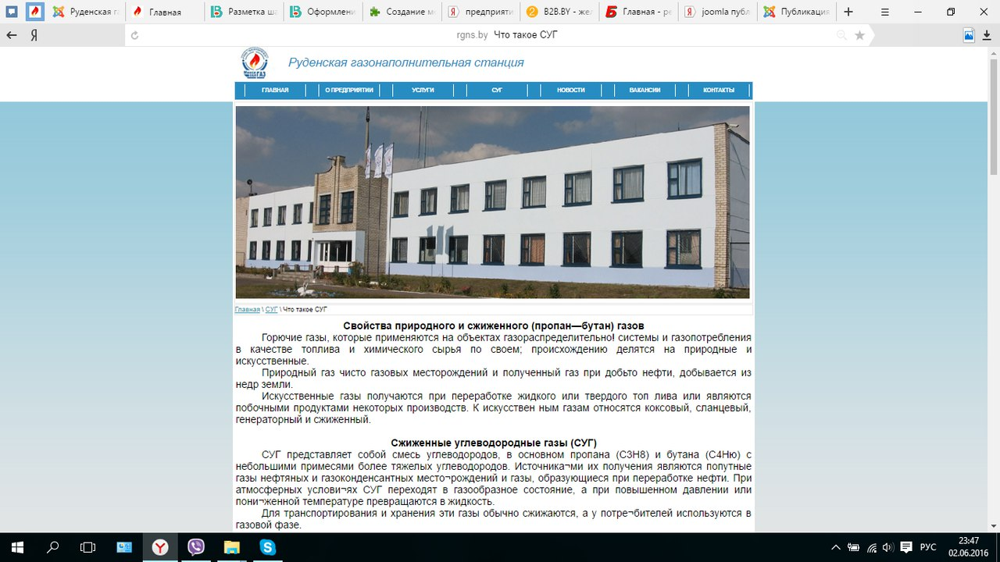 Руденская га
Главная
Разметка ша
Оформлени
Создание ме
предприяти
B2B.BY - жел
Главная - ре
joomla публ
Публикация
rgns.by Что такое СУГ
Руденская газонаполнительная станция
ГЛАВНАЯ
О ПРЕДПРИЯТИИ
УСЛУГИ
СУГ
НОВОСТИ
ВАКАНСИИ
КОНТАКТЫ
Главная \ СУГ \ Что такое СУГ
Свойства природного и сжиженного (пропан—бутан) газов
Горючие газы, которые применяются на объектах газораспределительно! системы и газопотребления
в качестве топлива и химического сырья по своем; происхождению делятся на природные и
искусственные.
Природный газ чисто газовых месторождений и полученный газ при добьто нефти, добывается из
недр земли.
Искусственные газы получаются при переработке жидкого или твердого топ лива или являются
побочными продуктами некоторых производств. К искусствен ным газам относятся коксовый, сланцевый,
генераторный и сжиженный.
Сжиженные углеводородные газы (СУГ)
СУГ представляет собой смесь углеводородов, в основном пропана (С3Н8) и бутана (С4Ню) с
небольшими примесями более тяжелых углеводородов. Источника¬ми их получения являются попутные
газы нефтяных и газоконденсантных место¬рождений и газы, образующиеся при переработке нефти. При
атмосферных услови¬ях СУГ переходят в газообразное состояние, а при повышенном давлении или
пони¬женной температуре превращаются в жидкость.
Для транспортирования и хранения эти газы обычно сжижаются, а у потре¬бителей используются в
газовой фазе.
РУС
23:47
02.06.2016